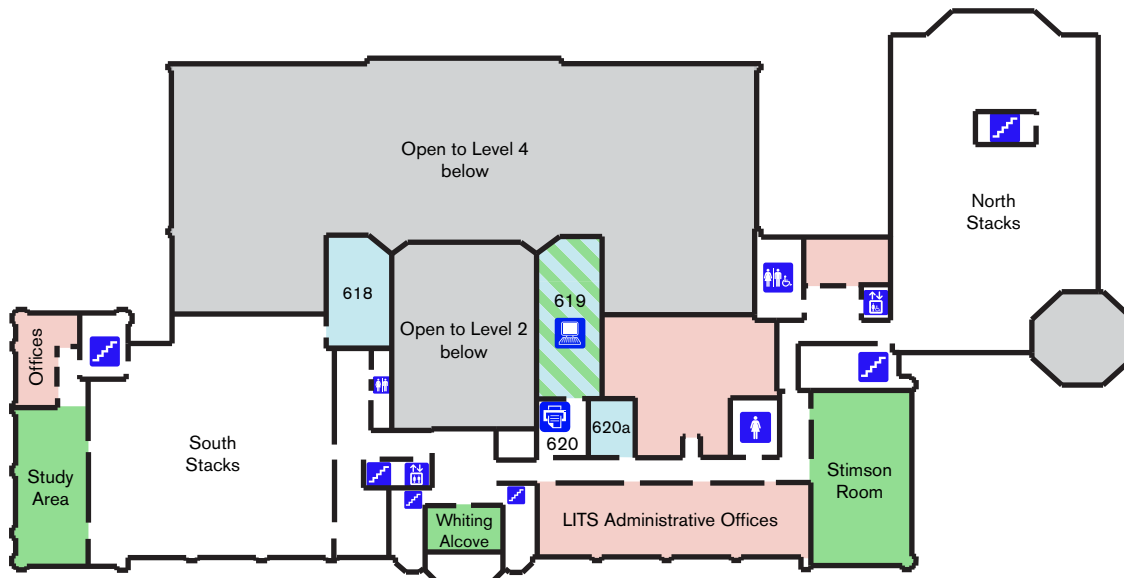 Open to Level 4
below
North
Stacks
618
619
Open to Level 2
below
Offices
620a
620
South
Stacks
Study
Area
Stimson
Room
Whiting
Alcove
LITS Administrative Offices